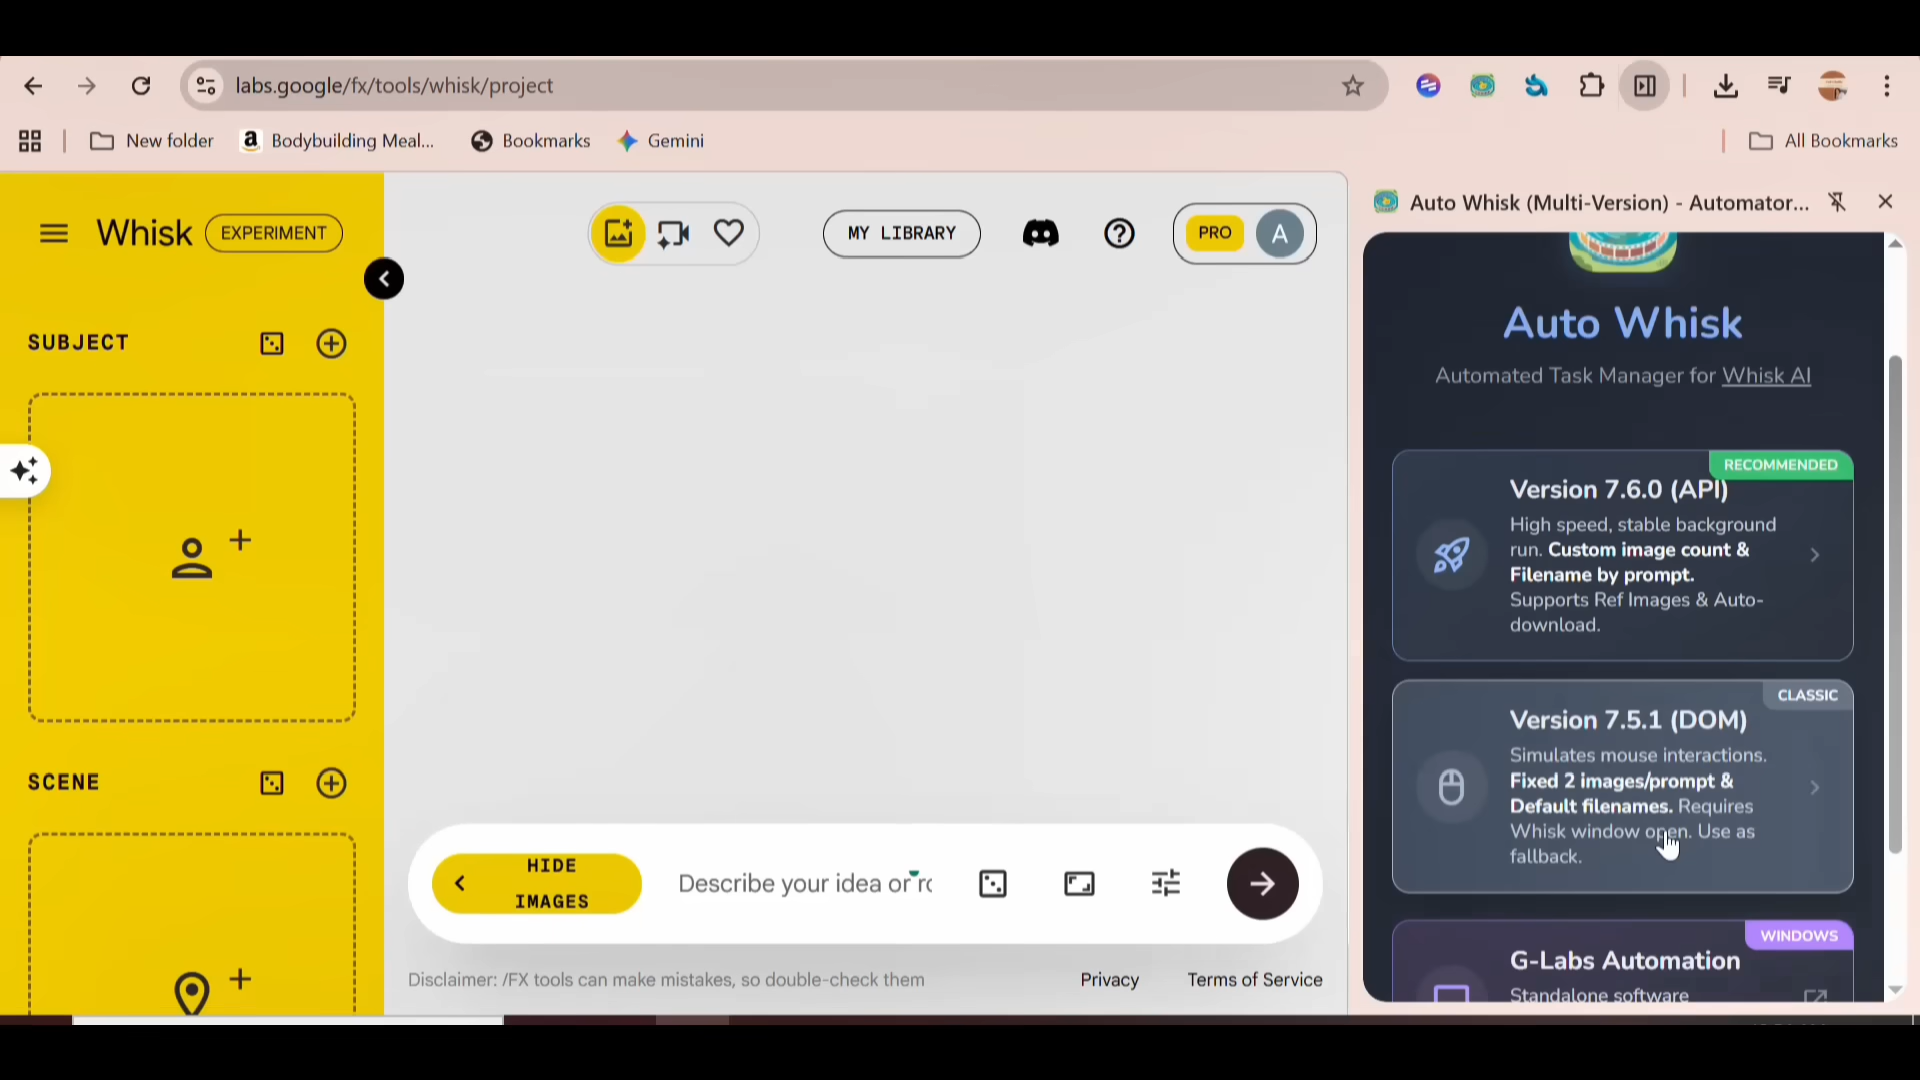 labs.google/fx/tools/whisk/project
New folder
Bodybuilding Meal...
Bookmarks
Gemini
All Bookmarks
Whisk
EXPERIMENT
MY LIBRARY
PRO
A
SUBJECT
SCENE
HIDE
IMAGES
Describe your idea or ro
Disclaimer: /FX tools can make mistakes, so double-check them
Privacy
Terms of Service
Auto Whisk (Multi-Version) - Automator...
Auto Whisk
Automated Task Manager for Whisk AI
RECOMMENDED
Version 7.6.0 (API)
High speed, stable background
run. Custom image count &
Filename by prompt.
Supports Ref Images & Auto-
download.
CLASSIC
Version 7.5.1 (DOM)
Simulates mouse interactions.
Fixed 2 images/prompt &
Default filenames. Requires
Whisk window open. Use as
fallback.
WINDOWS
G-Labs Automation
Standalone software